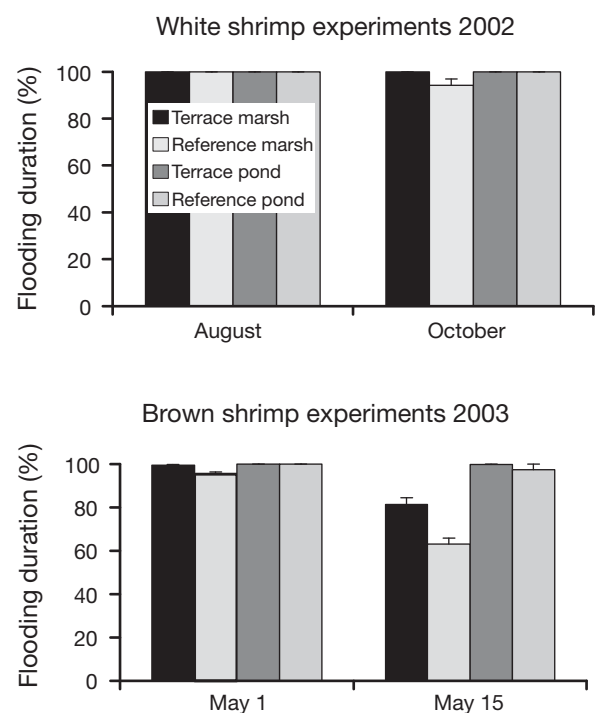 White shrimp experiments 2002
Flooding duration (%)
100
80
60
40
20
0
Terrace marsh
Reference marsh
Terrace pond
Reference pond
August
October
Brown shrimp experiments 2003
Flooding duration (%)
100
80
60
40
20
0
May 1
May 15